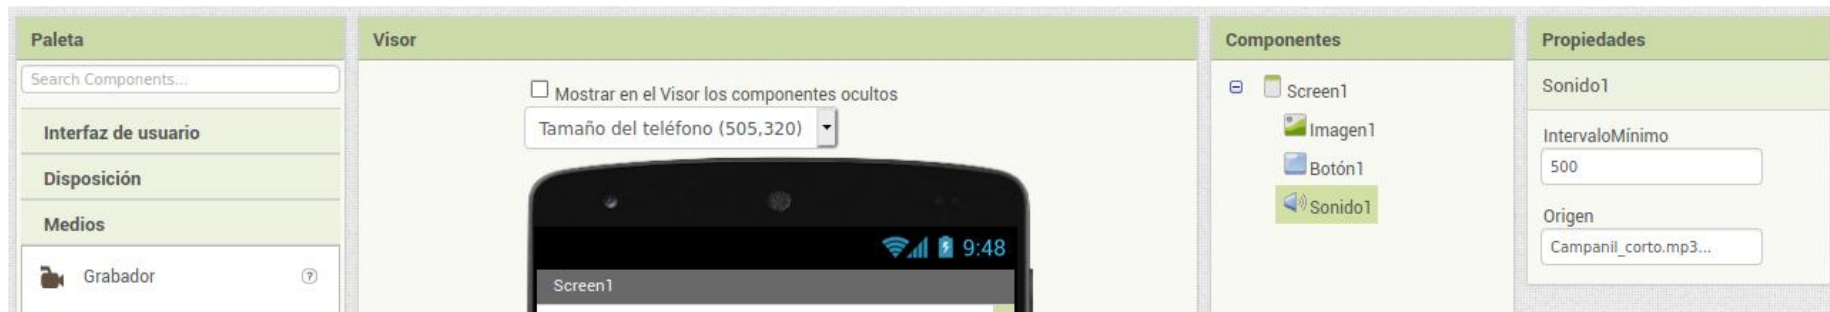 Paleta
Search Components...
Interfaz de usuario
Disposición
Medios
Grabador
?
Visor
Mostrar en el Visor los componentes ocultos
Tamaño del teléfono (505,320)
9:48
Screen1
Componentes
Screen1
Imagen1
Botón1
Sonido1
Propiedades
Sonido1
IntervaloMínimo
500
Origen
Campanil_corto.mp3...